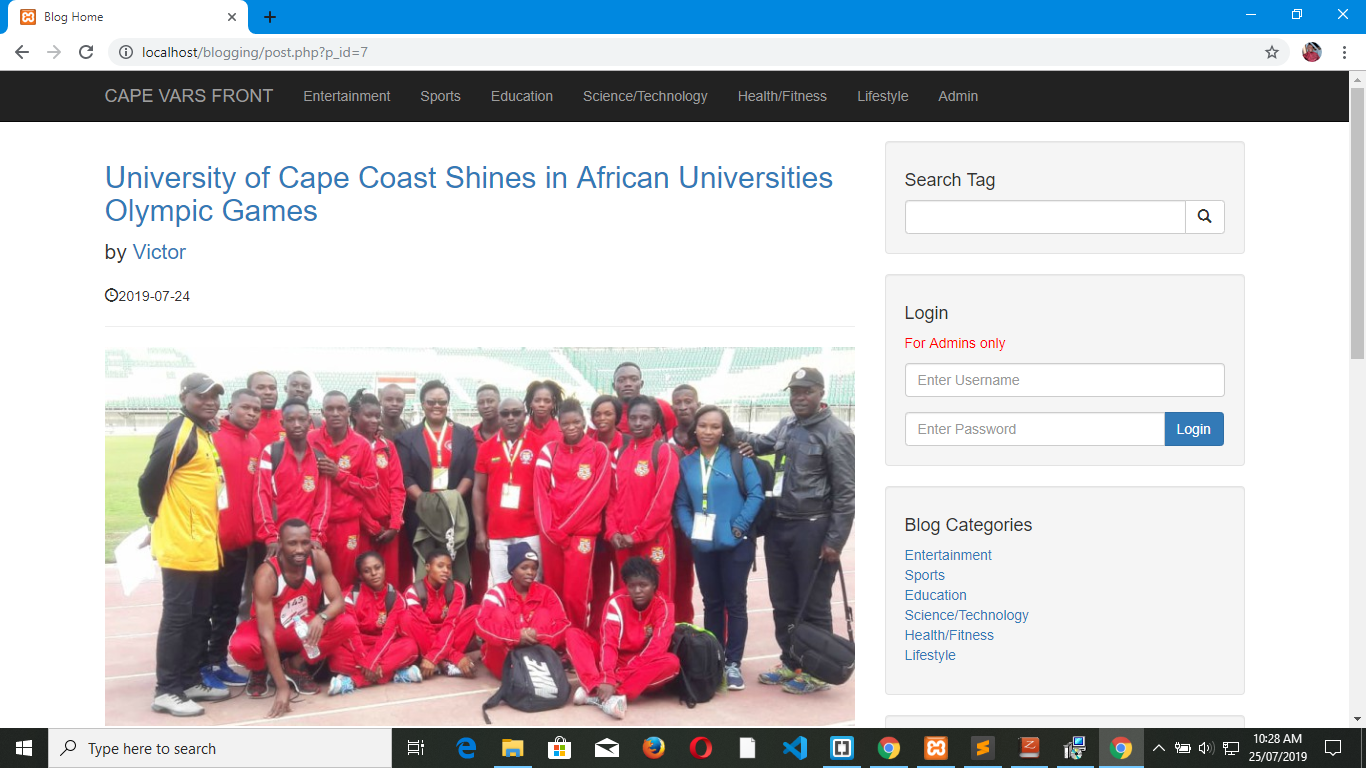 Blog Home
localhost/blogging/post.php?p_id=7
CAPE VARS FRONT Entertainment Sports Education Science/Technology Health/Fitness Lifestyle Admin
University of Cape Coast Shines in African Universities
Olympic Games
by Victor
2019-07-24
143
Search Tag
Login
For Admins only
Enter Username
Enter Password Login
Blog Categories
Entertainment
Sports
Education
Science/Technology
Health/Fitness
Lifestyle
Type here to search
10:28 AM
25/07/2019